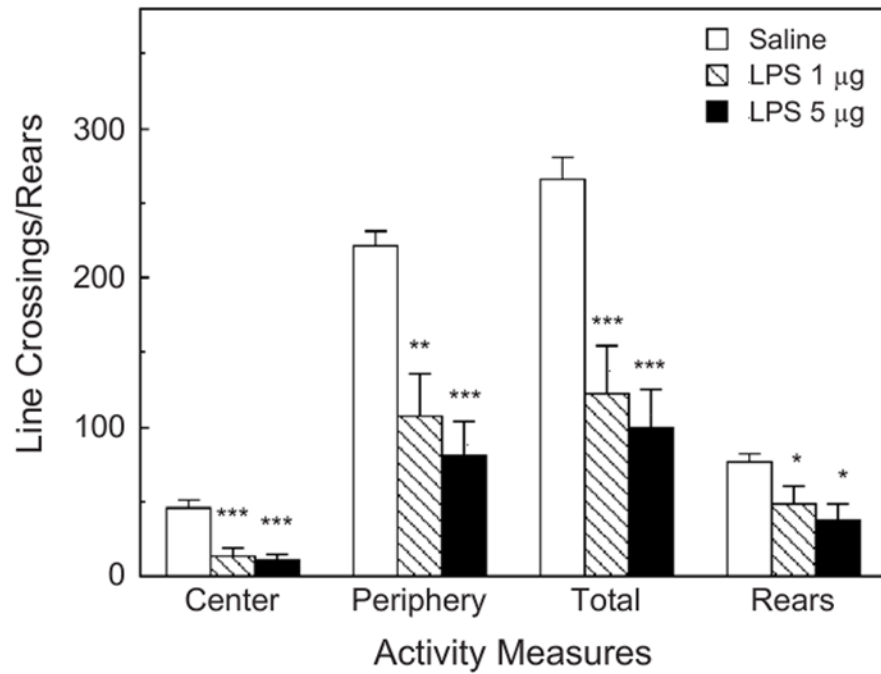 Saline
LPS 1 μg
LPS 5 μg
Line Crossings/Rears
300
200
100
0
***
***
**
***
***
***
*
*
Center Periphery Total Rears
Activity Measures